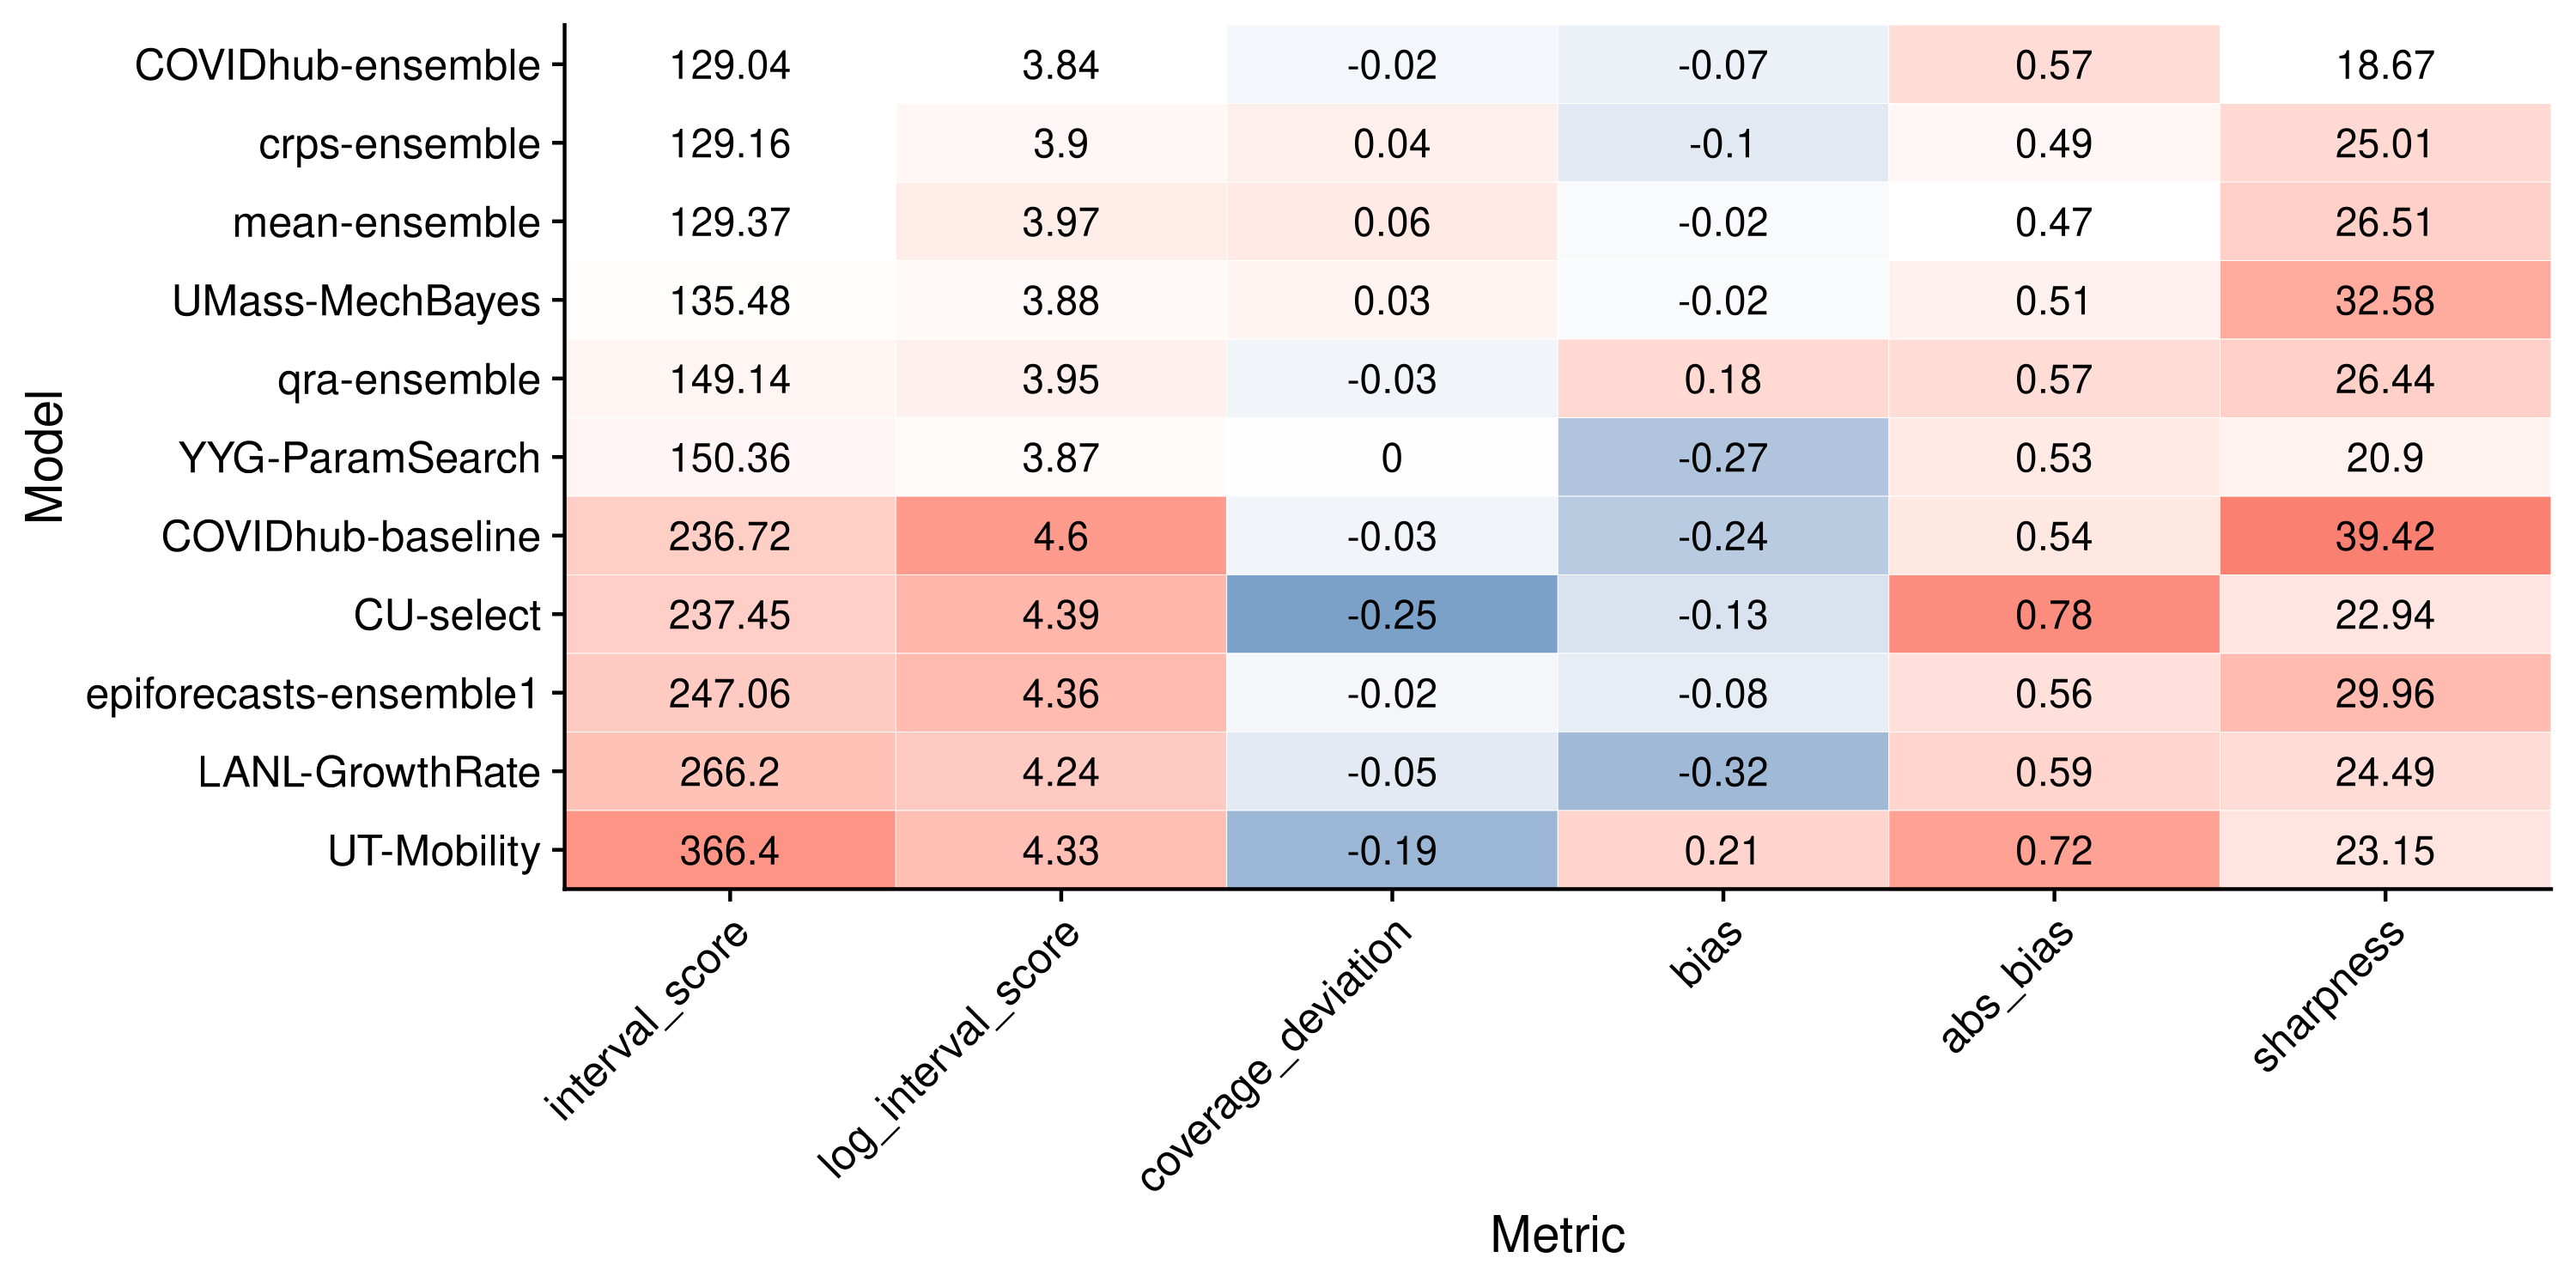 Model
COVIDhub-ensemble 129.04 3.84 -0.02 -0.07 0.57 18.67
crps-ensemble 129.16 3.9 0.04 -0.1 0.49 25.01
mean-ensemble 129.37 3.97 0.06 -0.02 0.47 26.51
UMass-MechBayes 135.48 3.88 0.03 -0.02 0.51 32.58
qra-ensemble 149.14 3.95 -0.03 0.18 0.57 26.44
YYG-ParamSearch 150.36 3.87 0 -0.27 0.53 20.9
COVIDhub-baseline 236.72 4.6 -0.03 -0.24 0.54 39.42
CU-select 237.45 4.39 -0.25 -0.13 0.78 22.94
epiforecasts-ensemble1 247.06 4.36 -0.02 -0.08 0.56 29.96
LANL-GrowthRate 266.2 4.24 -0.05 -0.32 0.59 24.49
UT-Mobility 366.4 4.33 -0.19 0.21 0.72 23.15
interval_score log_interval_score coverage_deviation bias abs_bias sharpness
Metric